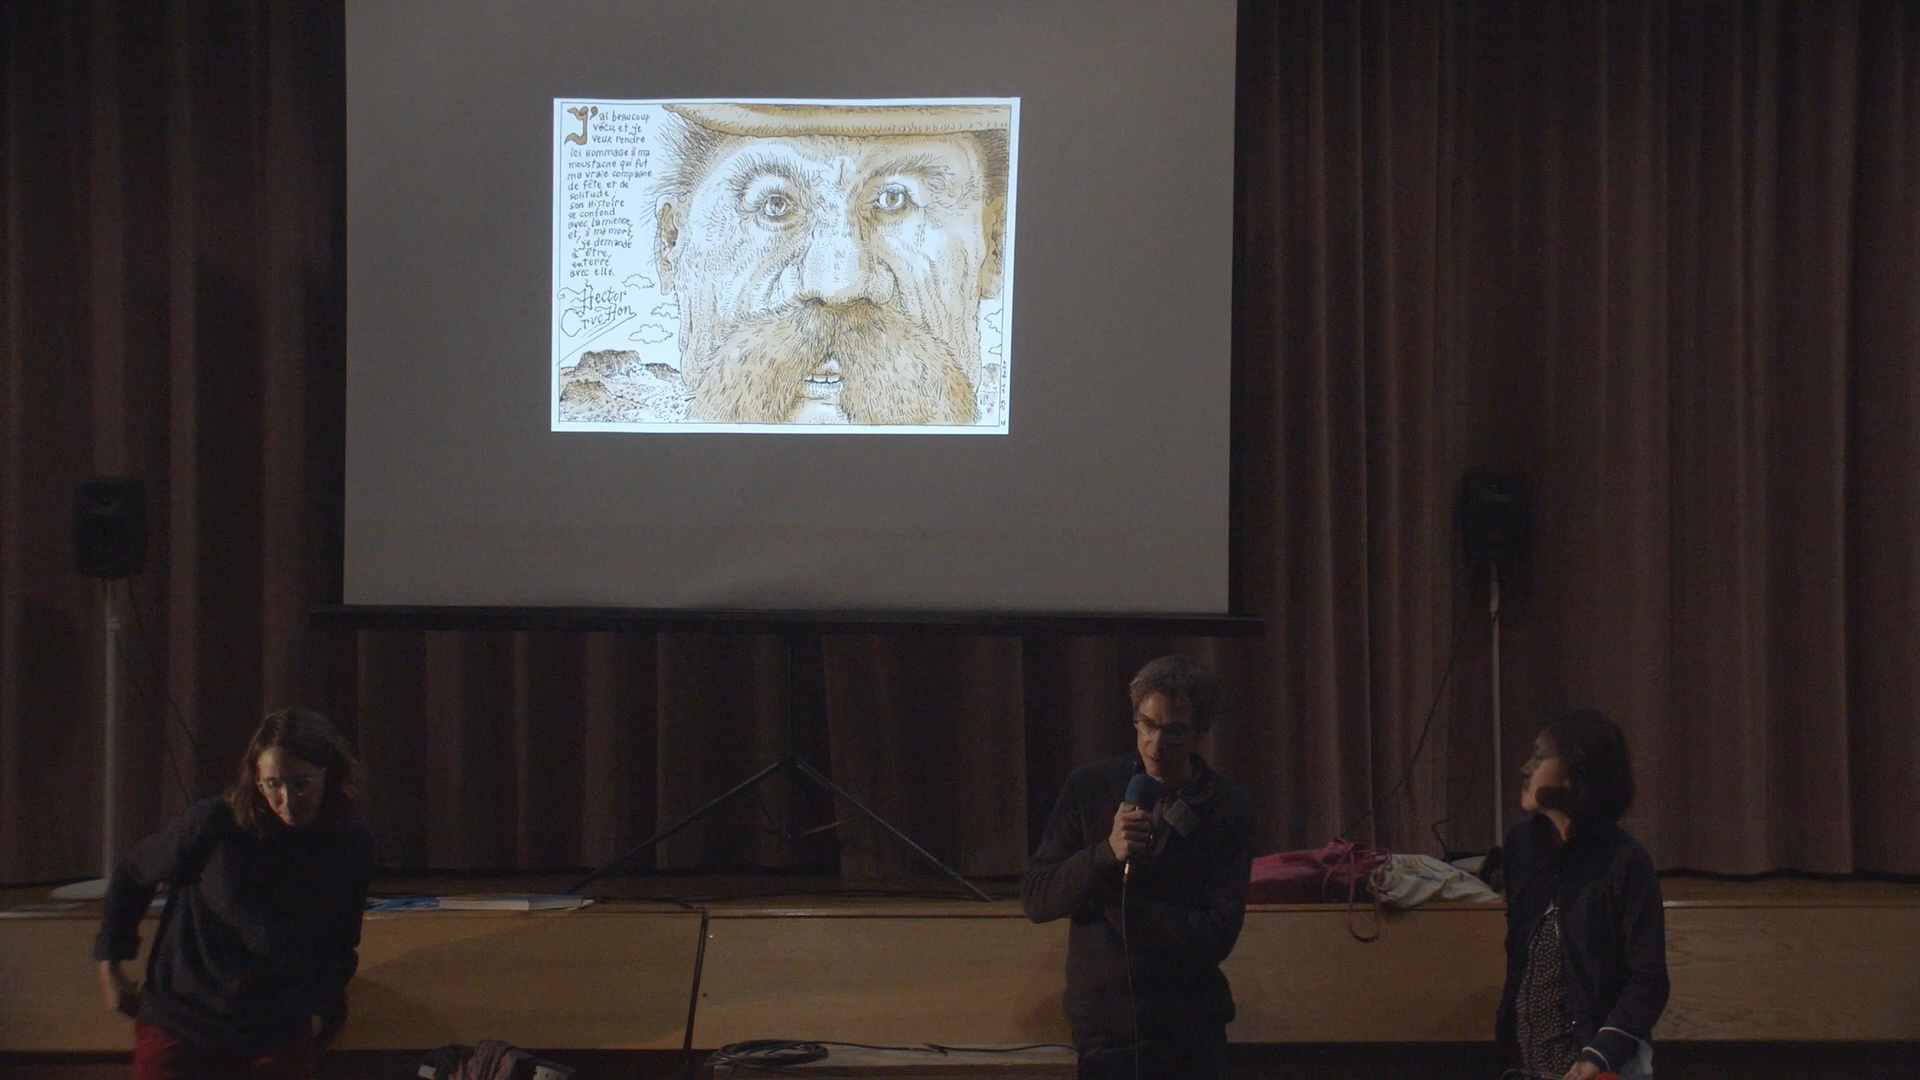 J'ai beaucoup
vécu et je
veux rendre
ici Hommage à ma
moustache qui fut
ma vraie compagne
de fête et de
solitude;
son Histoire
se confond
avec la mienne,
et, à ma mort,
je demande
à être
enterré
avec elle.
Hector